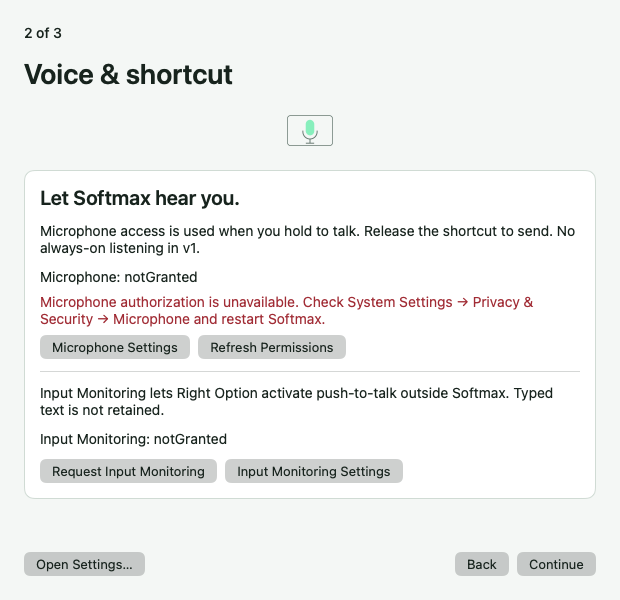 2 of 3
Voice & shortcut
Let Softmax hear you.
Microphone access is used when you hold to talk. Release the shortcut to send. No
always-on listening in v1.
Microphone: notGranted
Microphone authorization is unavailable. Check System Settings → Privacy &
Security → Microphone and restart Softmax.
Microphone Settings
Refresh Permissions
Input Monitoring lets Right Option activate push-to-talk outside Softmax. Typed
text is not retained.
Input Monitoring: notGranted
Request Input Monitoring
Input Monitoring Settings
Open Settings...
Back
Continue